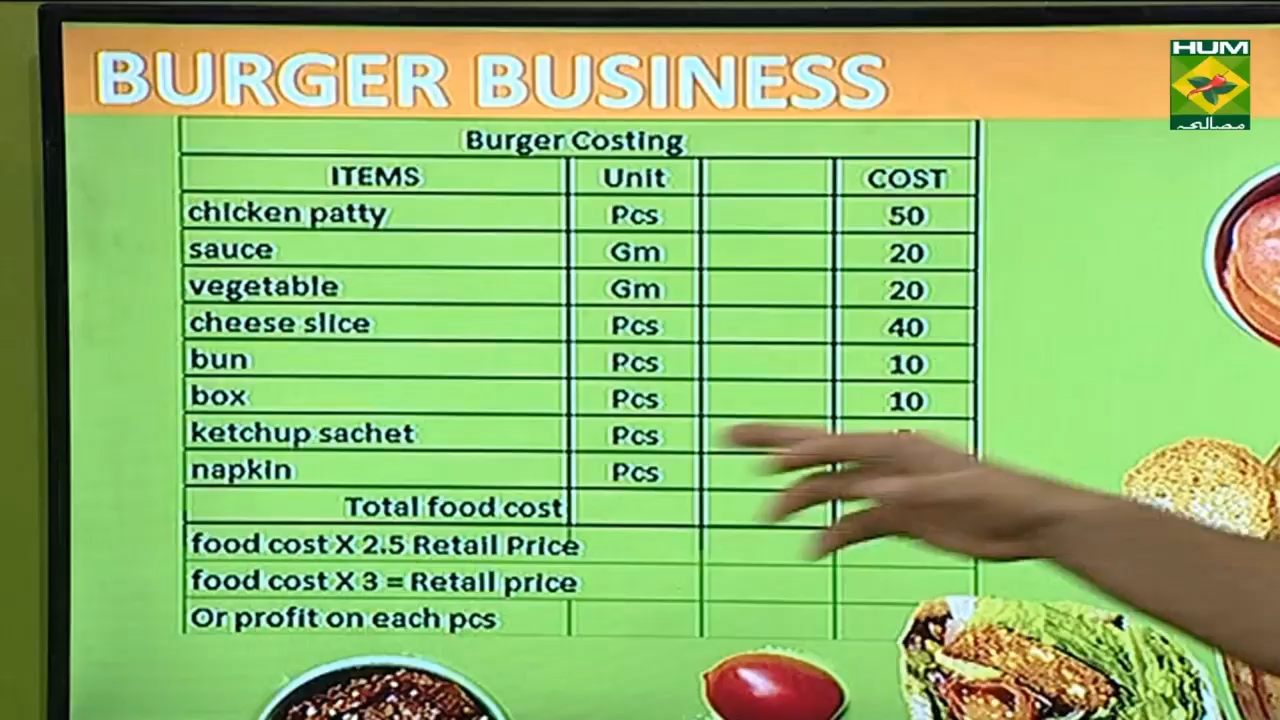 BURGER BUSINESS
HUM
مصالحہ
Burger Costing
ITEMS Unit COST
chicken patty Pcs 50
sauce Gm 20
vegetable Gm 20
cheese slice Pcs 40
bun Pcs 10
box Pcs 10
ketchup sachet Pcs
napkin Pcs
Total food cost
food cost X 2.5 Retail Price
food cost X 3 = Retail price
Or profit on each pcs